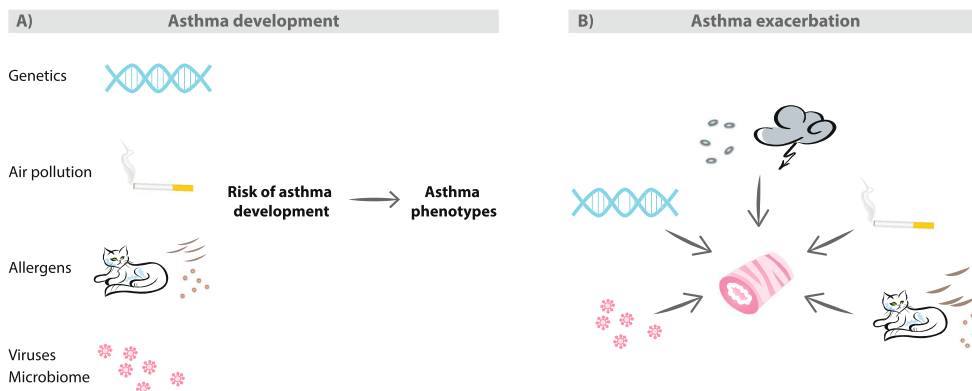 A) Asthma development
Genetics
Air pollution
Risk of asthma
development
Asthma
phenotypes
Allergens
Viruses
Microbiome
B) Asthma exacerbation